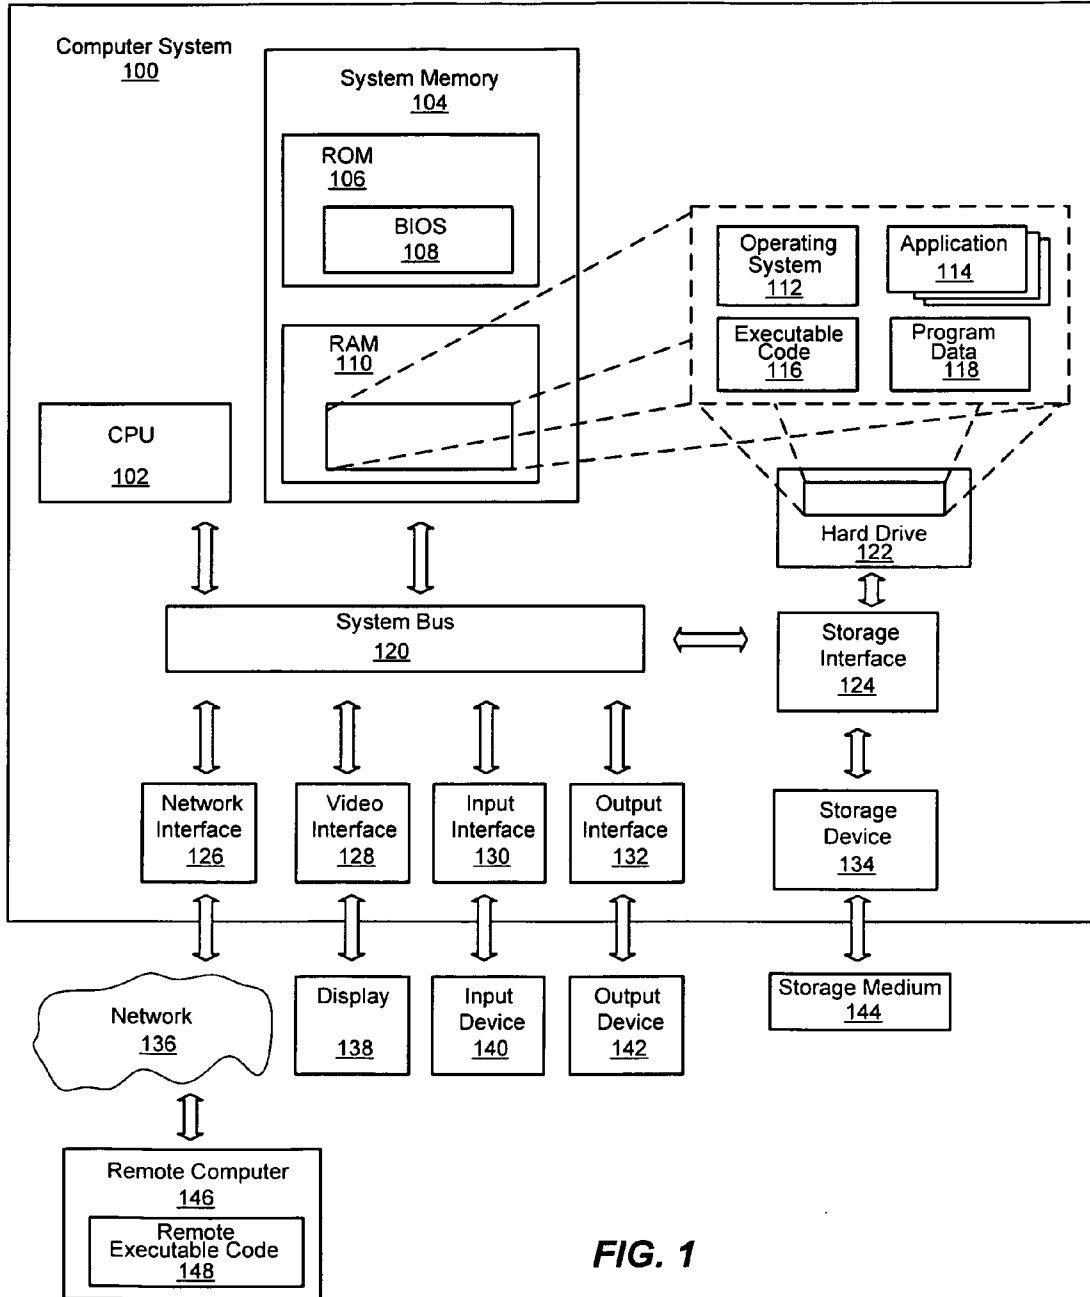 Computer System
100
System Memory
104
ROM
106
BIOS
108
RAM
110
Operating
System
112
Application
114
Executable
Code
116
Program
Data
118
CPU
102
Hard Drive
122
System Bus
120
Storage
Interface
124
Network
Interface
126
Video
Interface
128
Input
Interface
130
Output
Interface
132
Storage
Device
134
Network
136
Display
138
Input
Device
140
Output
Device
142
Storage Medium
144
Remote Computer
146
Remote
Executable Code
148
FIG. 1